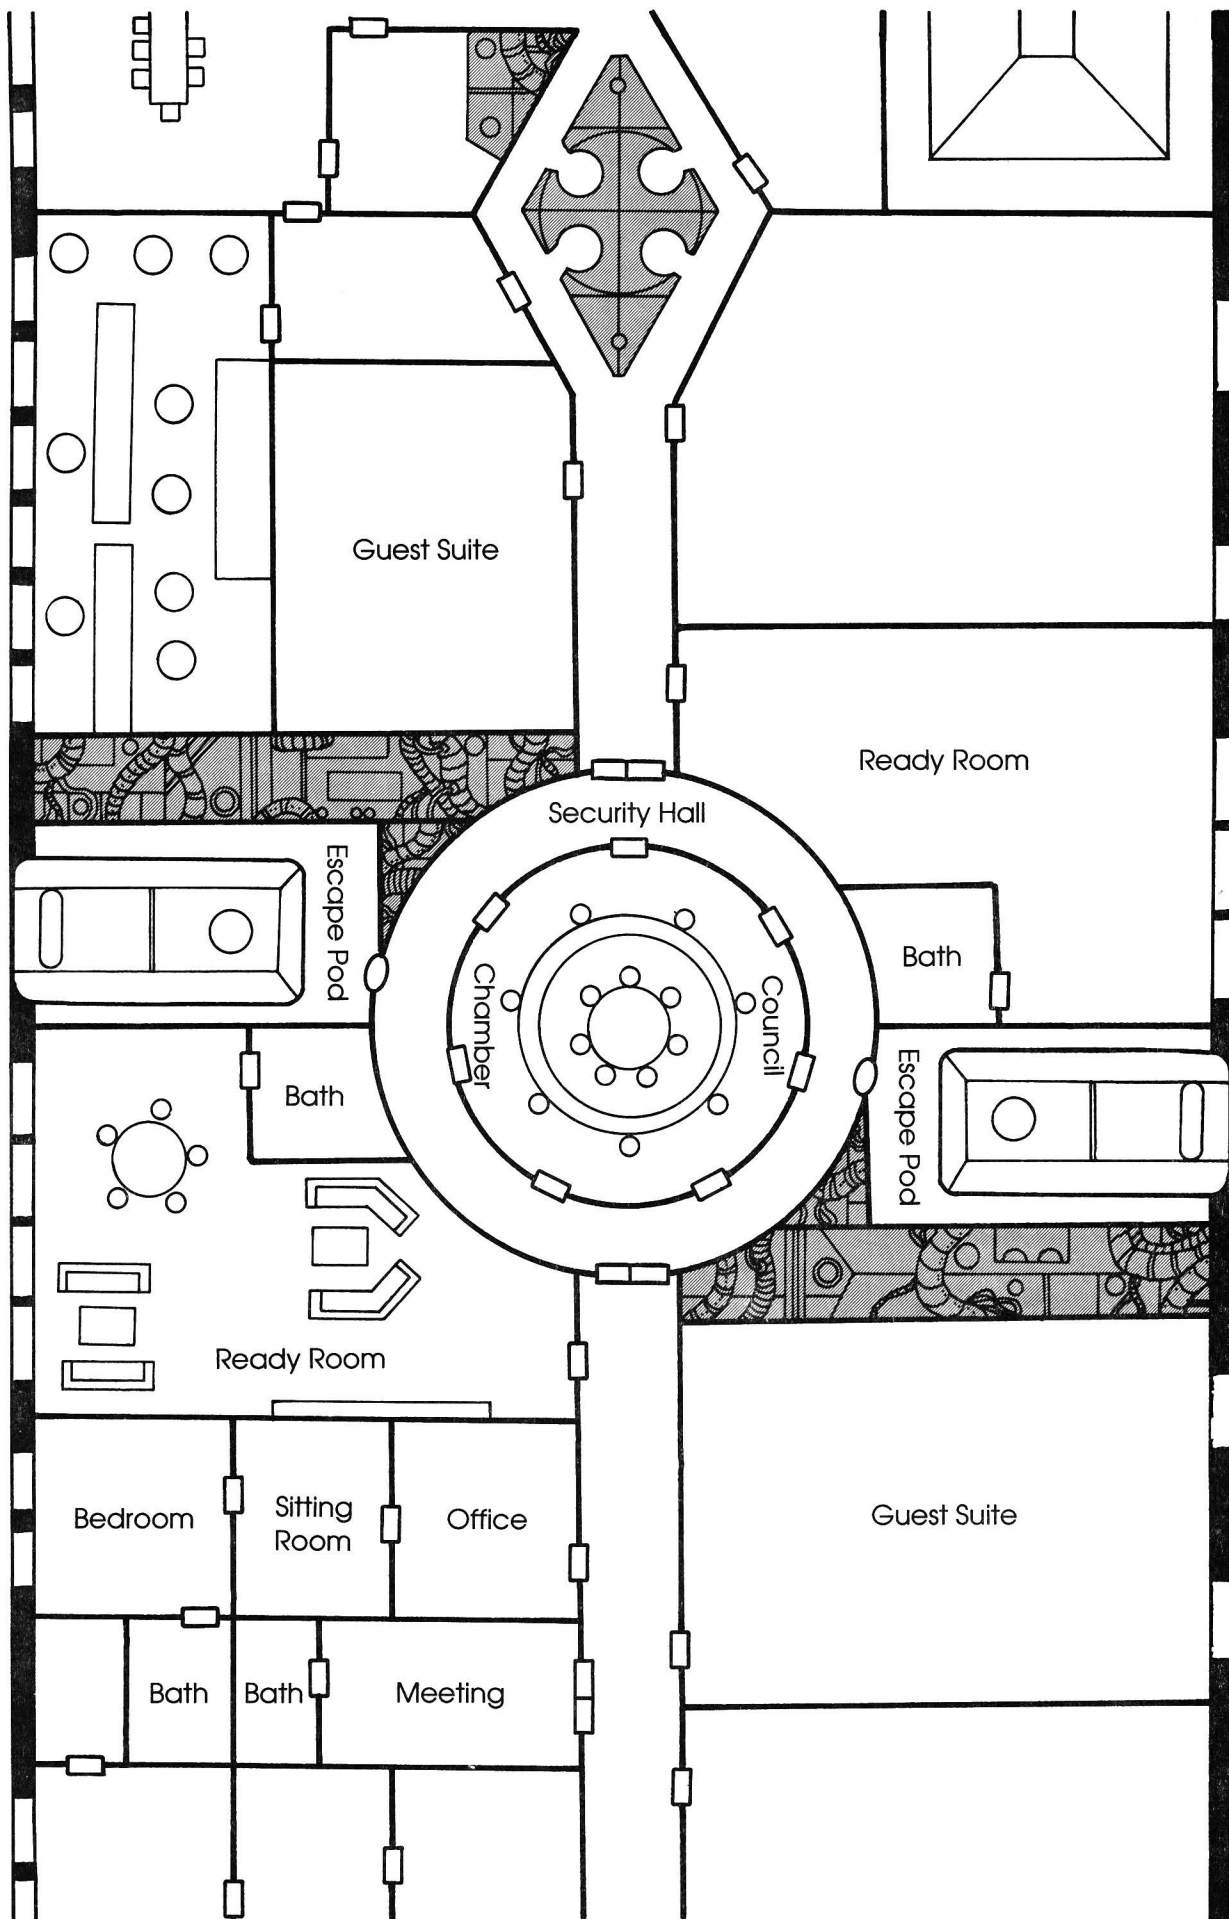 Guest Suite
Ready Room
Security Hall
Escape Pod
Bath
Chamber
Council
Escape Pod
Bath
Ready Room
Bedroom
Sitting
Room
Office
Guest Suite
Bath
Bath
Meeting